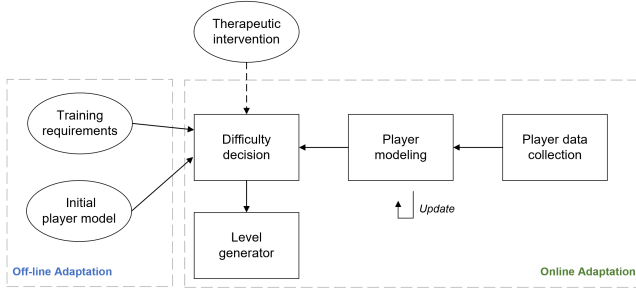 Therapeutic
intervention
Training
requirements
Difficulty
decision
Player
modeling
Player data
collection
Initial
player model
Update
Level
generator
Off-line Adaptation
Online Adaptation